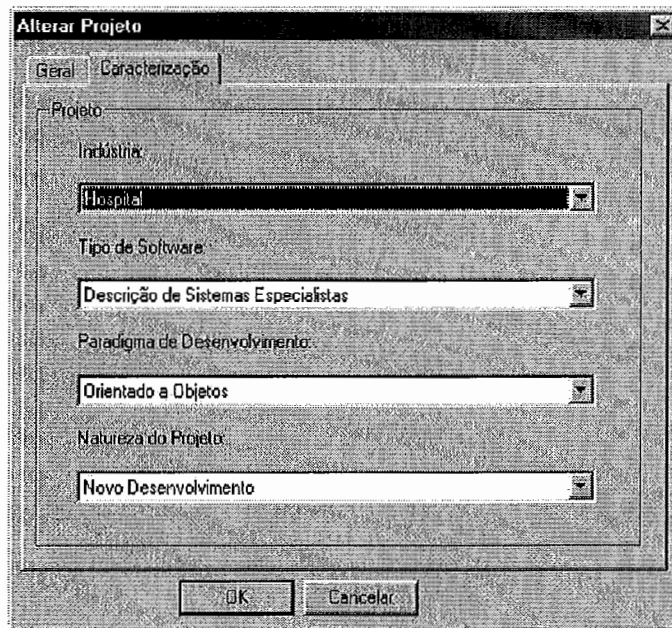 Alterar Projeto
Geral Caracterização
Projeto
Indústria:
Hospital
Tipo de Software
Descrição de Sistemas Especialistas
Paradigma de Desenvolvimento:
Orientado a Objetos
Natureza do Projeto:
Novo Desenvolvimento
OK Cancelar